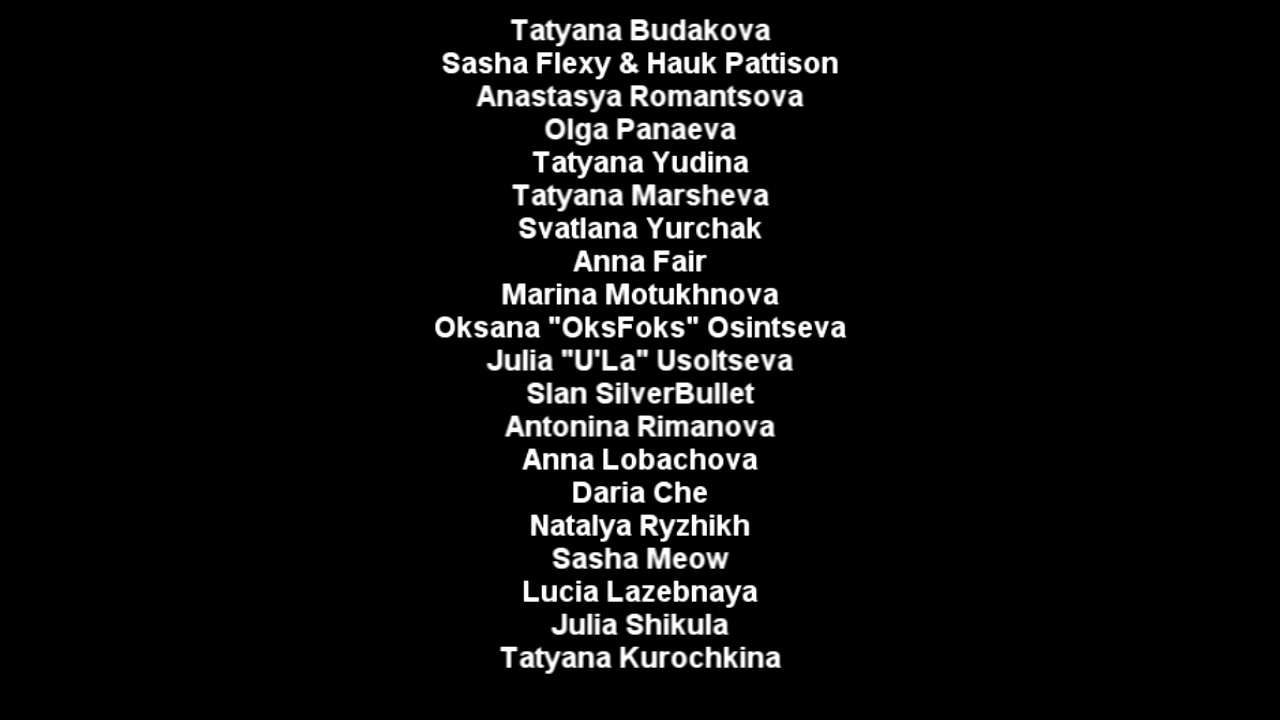 Tatyana Budakova
Sasha Flexy & Hauk Pattison
Anastasya Romantsova
Olga Panaeva
Tatyana Yudina
Tatyana Marsheva
Svatlana Yurchak
Anna Fair
Marina Motukhnova
Oksana "OksFoks" Osintseva
Julia "U'La" Usoltseva
Slan SilverBullet
Antonina Rimanova
Anna Lobachova
Daria Che
Natalya Ryzhikh
Sasha Meow
Lucia Lazebnaya
Julia Shikula
Tatyana Kurochkina